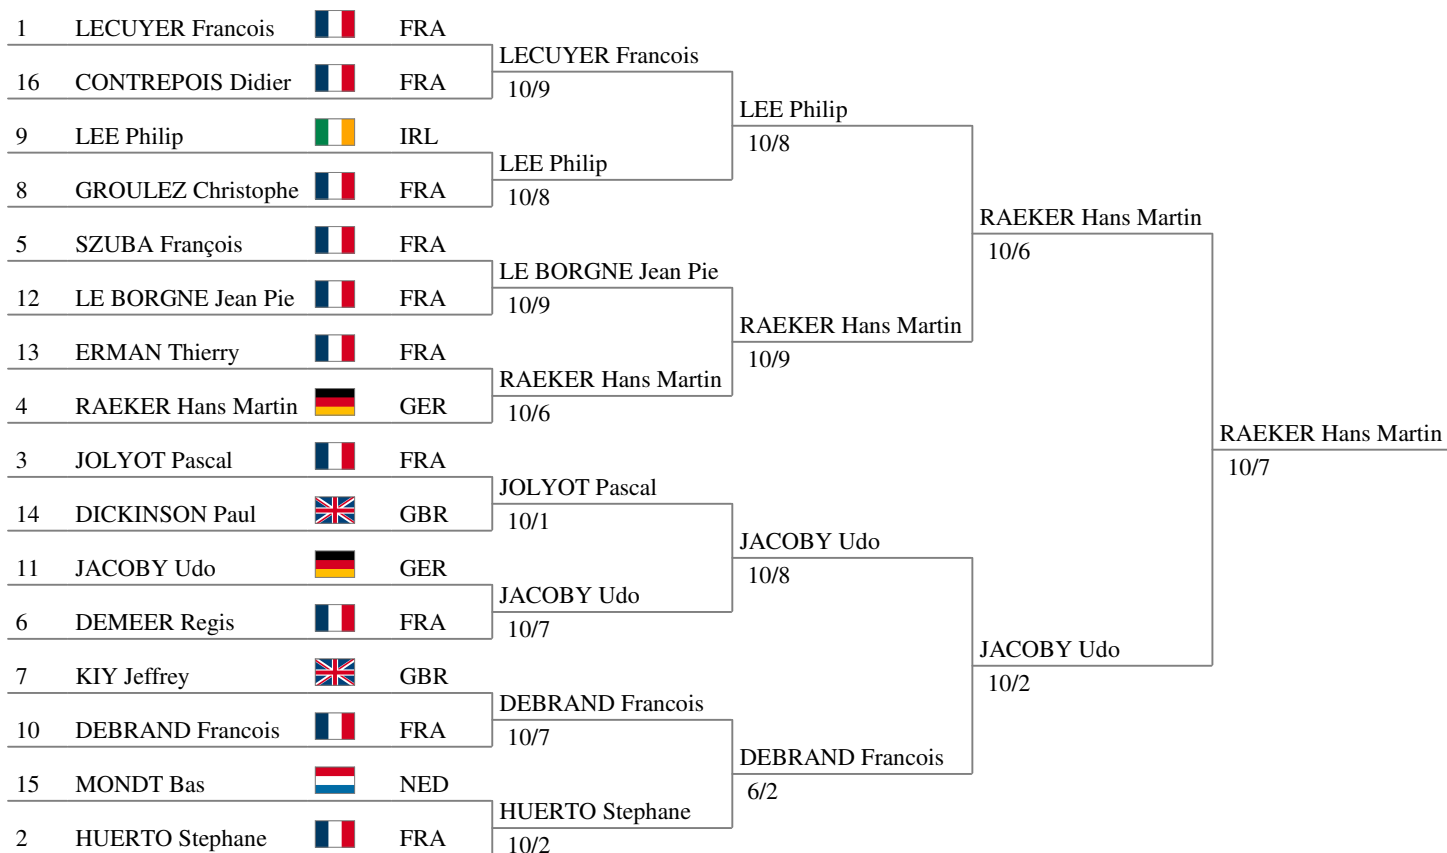 1 LECUYER Francois FRA
16 CONTREPOIS Didier FRA
9 LEE Philip IRL
8 GROULEZ Christophe FRA
5 SZUBA François FRA
12 LE BORGNE Jean Pie FRA
13 ERMAN Thierry FRA
4 RAEKER Hans Martin GER
3 JOLYOT Pascal FRA
14 DICKINSON Paul GBR
11 JACOBY Udo GER
6 DEMEER Regis FRA
7 KIY Jeffrey GBR
10 DEBRAND Francois FRA
15 MONDT Bas NED
2 HUERTO Stephane FRA
LECUYER Francois
10/9
LEE Philip
10/8
LE BORGNE Jean Pie
10/9
RAEKER Hans Martin
10/6
JOLYOT Pascal
10/1
JACOBY Udo
10/7
DEBRAND Francois
10/7
HUERTO Stephane
10/2
LEE Philip
10/8
RAEKER Hans Martin
10/9
JACOBY Udo
10/8
DEBRAND Francois
6/2
RAEKER Hans Martin
10/6
JACOBY Udo
10/2
RAEKER Hans Martin
10/7